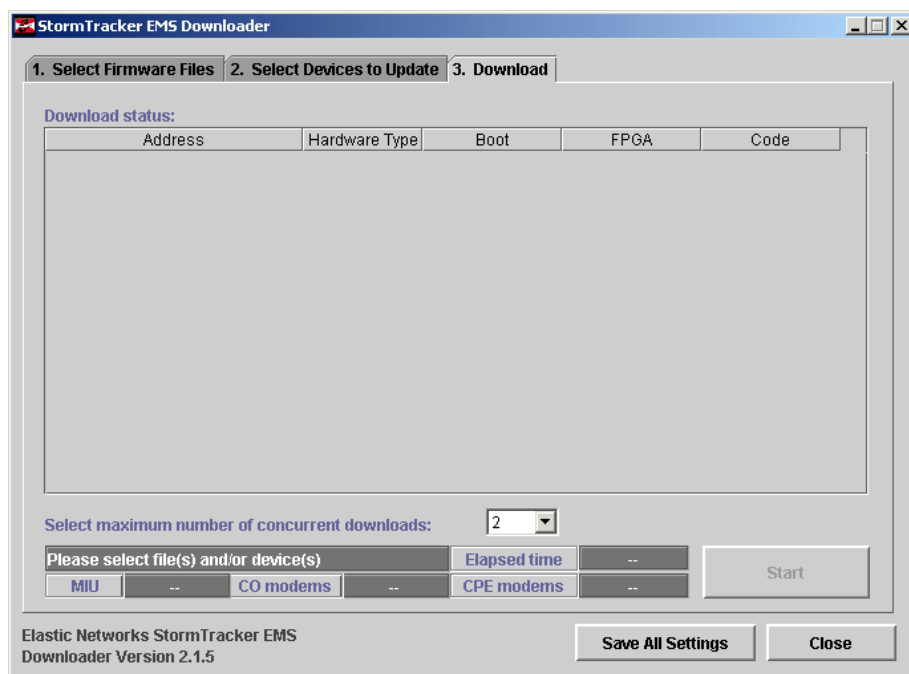 StormTracker EMS Downloader
1. Select Firmware Files 2. Select Devices to Update 3. Download
Download status:
Address Hardware Type Boot FPGA Code
Select maximum number of concurrent downloads: 2
Please select file(s) and/or device(s) Elapsed time --
MIU -- CO modems -- CPE modems --
Start
Elastic Networks StormTracker EMS
Downloader Version 2.1.5
Save All Settings Close